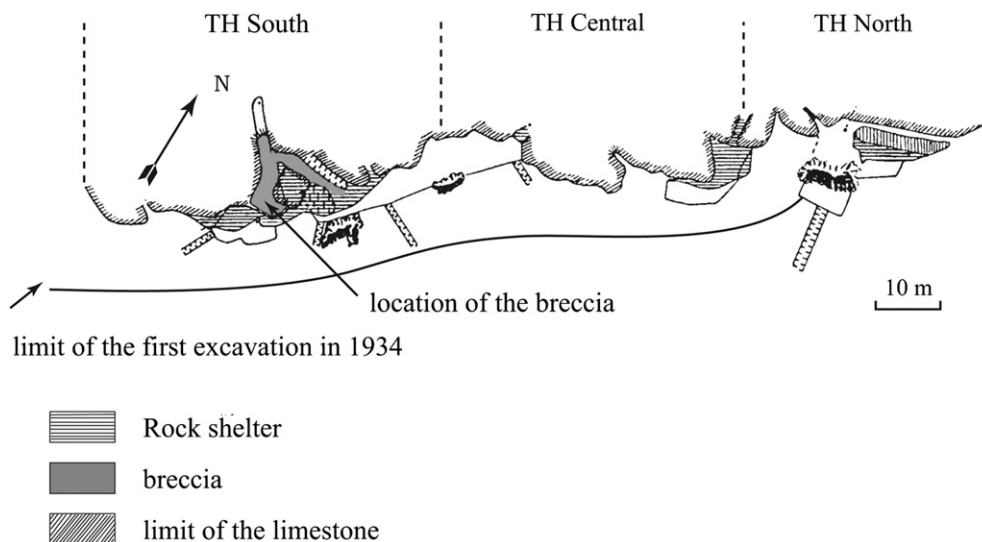 TH South
TH Central
TH North
N
location of the breccia
10 m
limit of the first excavation in 1934
Rock shelter
breccia
limit of the limestone